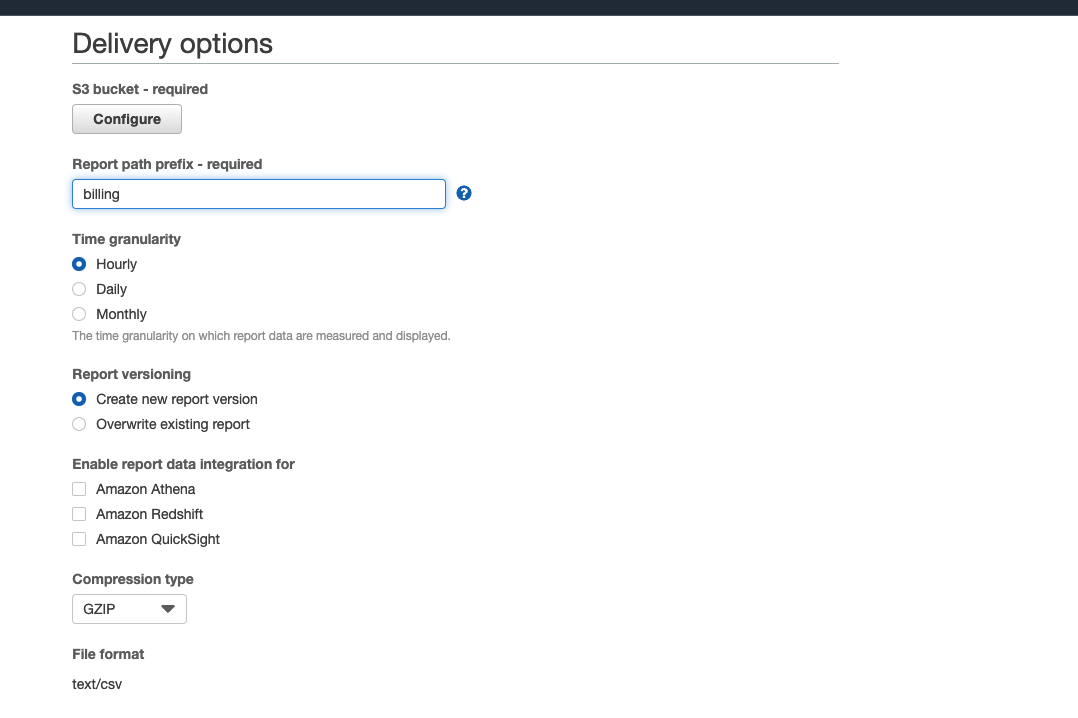 Delivery options
S3 bucket - required
Configure
Report path prefix - required
billing
?
Time granularity
Hourly
Daily
Monthly
The time granularity on which report data are measured and displayed.
Report versioning
Create new report version
Overwrite existing report
Enable report data integration for
Amazon Athena
Amazon Redshift
Amazon QuickSight
Compression type
GZIP
File format
text/csv